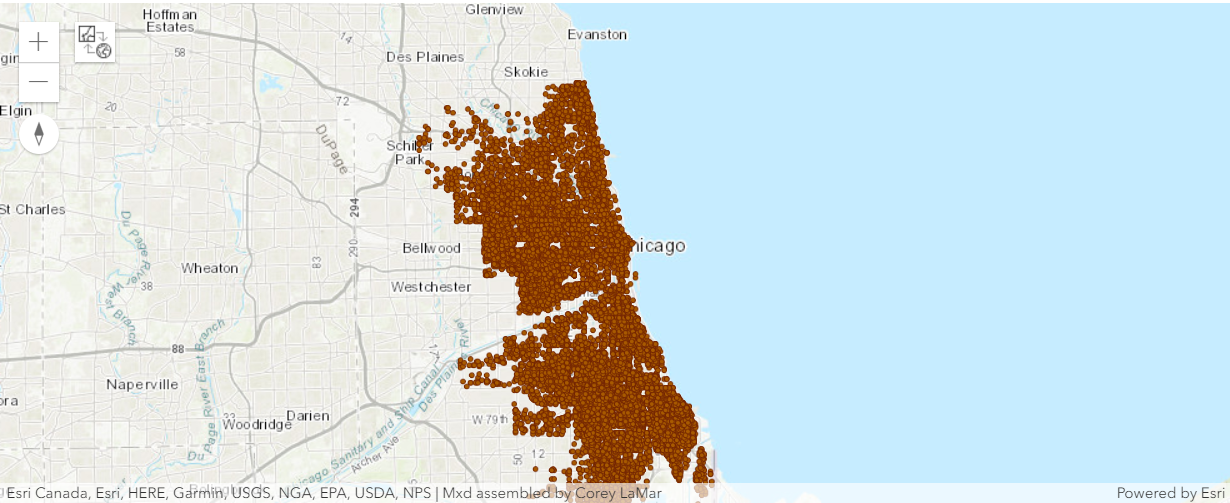 Hoffman
Estates
Glenview
Evanston
14
58
Des Plaines
Skokie
Elgin
20
72
DuPage
Schiller
Park
St Charles
294
290
Du Page River West Branch
83
Bellwood
hicago
Wheaton
38
Westchester
88
Du Page River East Branch
Des Plaines River
Naperville
Darien
Woodridge
W 79th
Chicago Sanitary and Ship Canal
Archer Ave
50
12
Esri Canada, Esri, HERE, Garmin, USGS, NGA, EPA, USDA, NPS | Mxd assembled by Corey LaMar
Powered by Esri